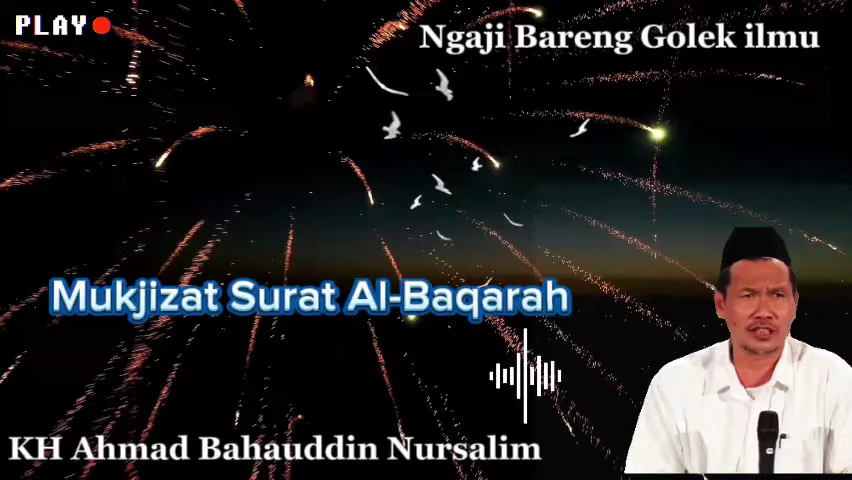 PLAY
Ngaji Bareng Golek ilmu
Mukjizat Surat Al-Baqarah
KH Ahmad Bahauddin Nursalim